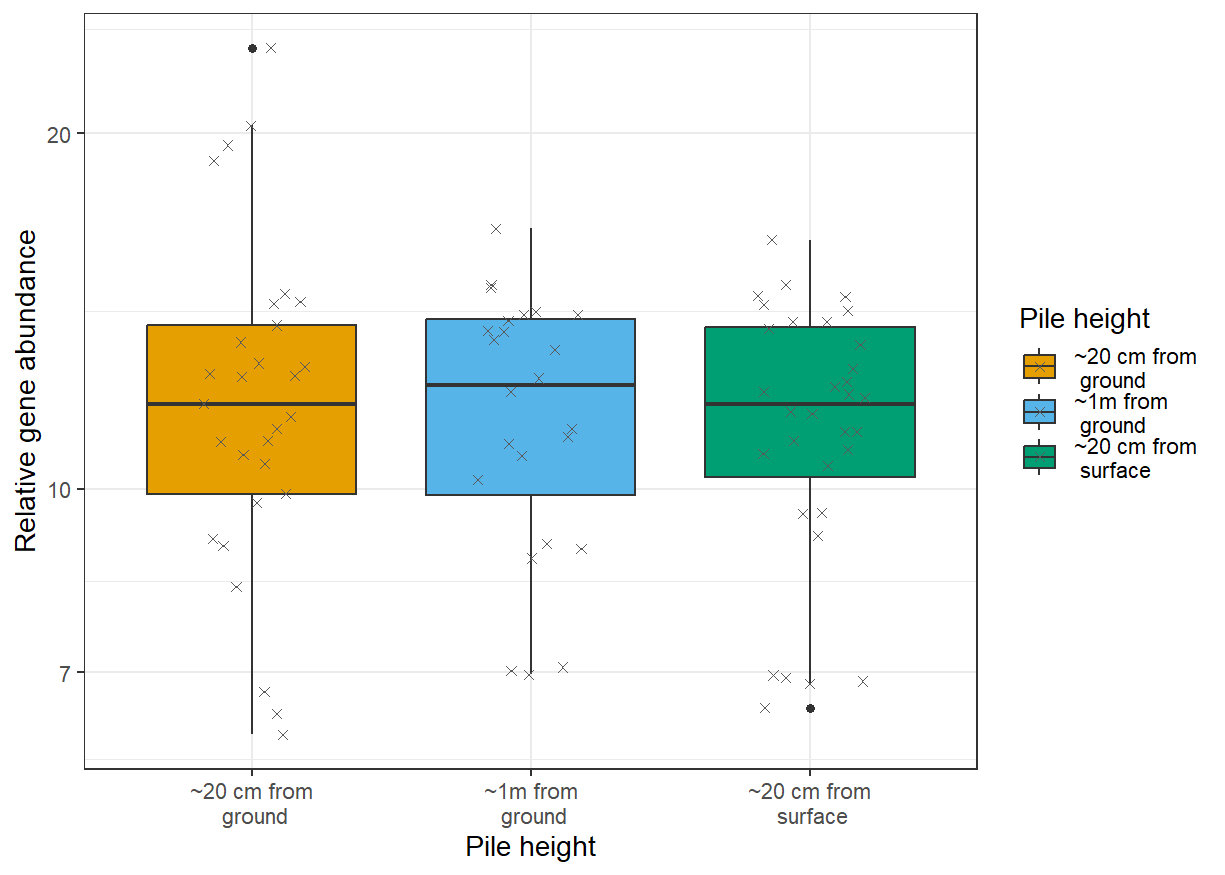 20
10
7
Relative gene abundance
~20 cm from
ground
~1m from
ground
~20 cm from
surface
Pile height
Pile height
~20 cm from
ground
~1m from
ground
~20 cm from
surface